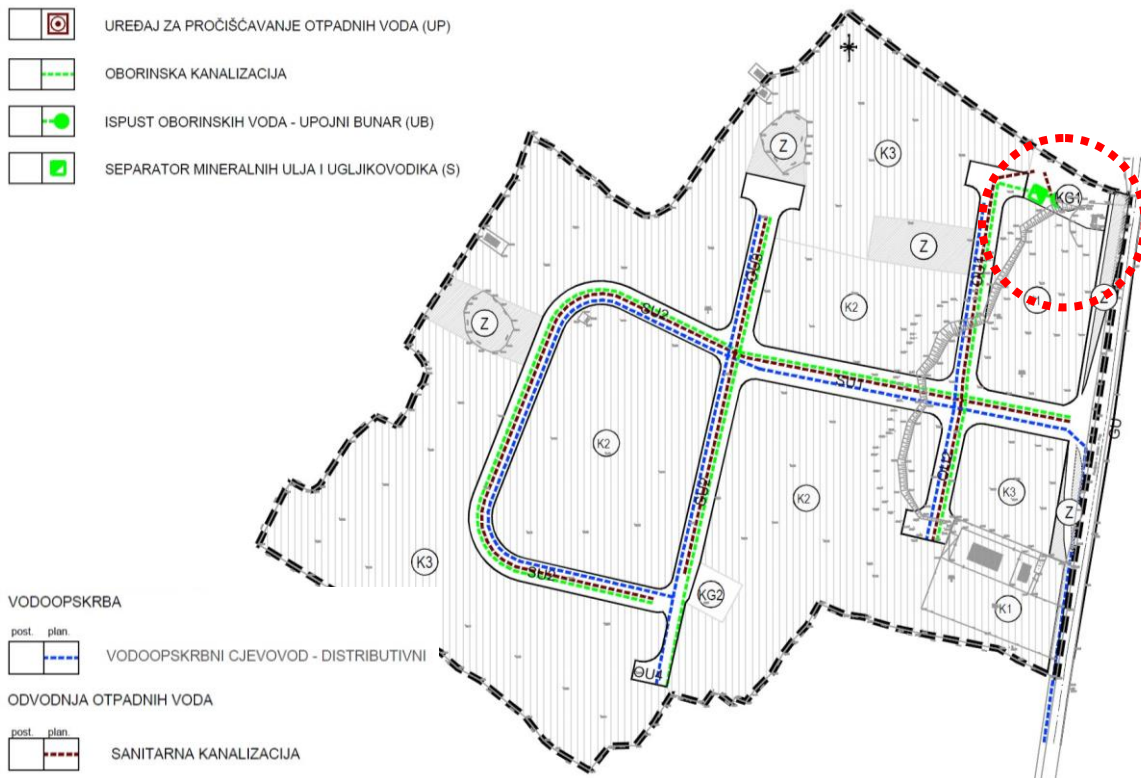 UREĐAJ ZA PROČIŠĆAVANJE OTPADNIH VODA (UP)
OBORINSKA KANALIZACIJA
ISPUST OBORINSKIH VODA - UPOJNI BUNAR (UB)
SEPARATOR MINERALNIH ULJA I UGLJIKOVODIKA (S)
Z
K3
KG1
Z
K2
Z
SU2
Z
SU1
GU
K2
K2
OU2
K3
Z
K3
SU2
KG2
K1
OU4
VODOOPSKRBA
post. plan.
VODOOPSKRBNI CJEVOVOD - DISTRIBUTIVNI
ODVODNJA OTPADNIH VODA
post. plan.
SANITARNA KANALIZACIJA